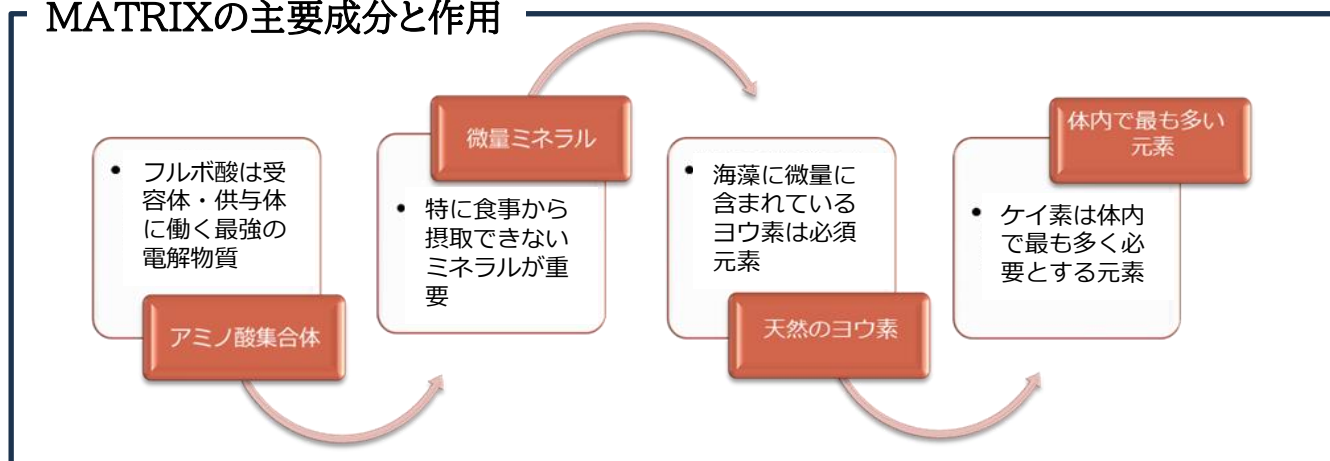 MATRIXの主要成分と作用
• フルボ酸は受
容体・供与体
に働く最強の
電解物質
アミノ酸集合体
微量ミネラル
• 特に食事から
摂取できない
ミネラルが重
要
• 海藻に微量に
含まれている
ヨウ素は必須
元素
天然のヨウ素
体内で最も多い
元素
• ケイ素は体内
で最も多く必
要とする元素